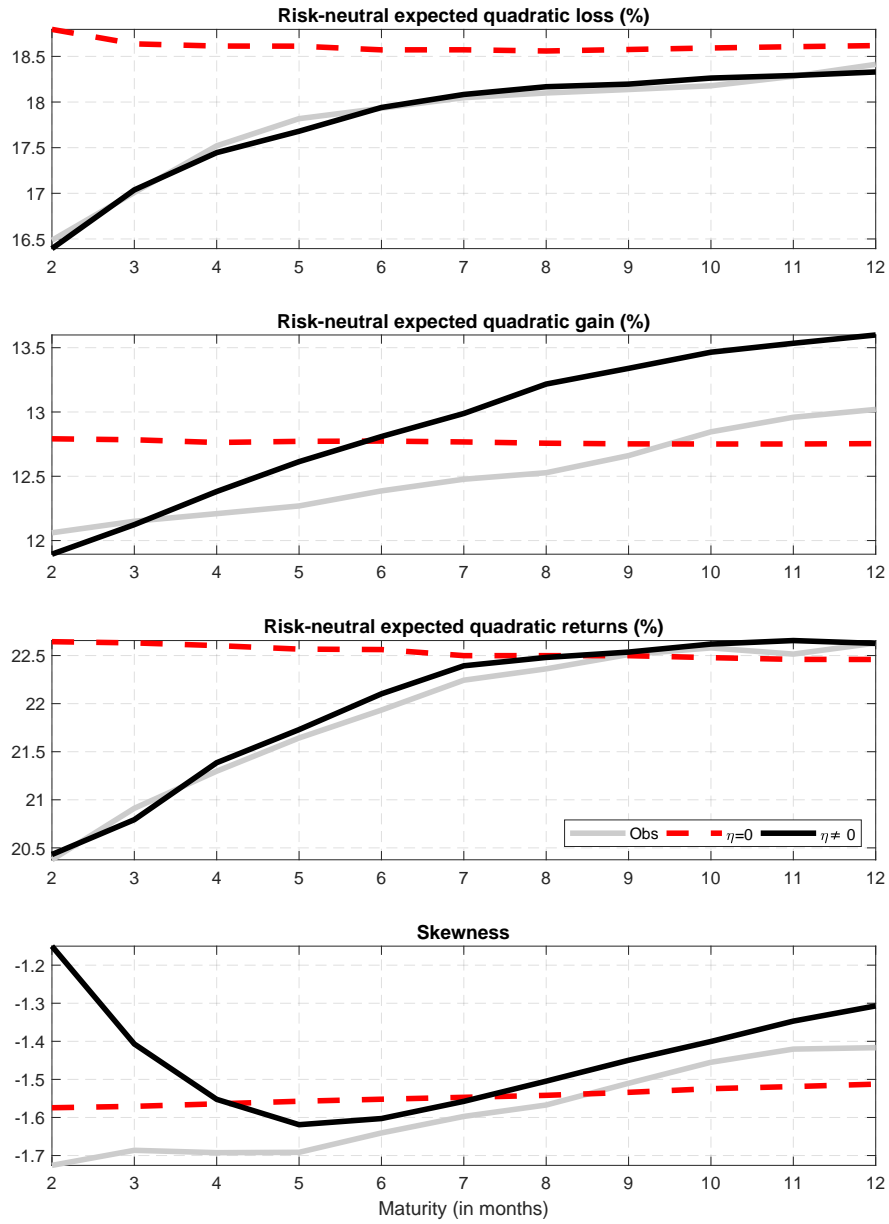 Risk-neutral expected quadratic loss (%)
18.5
18
17.5
17
16.5
2 3 4 5 6 7 8 9 10 11 12
Risk-neutral expected quadratic gain (%)
13.5
13
12.5
12
2 3 4 5 6 7 8 9 10 11 12
Risk-neutral expected quadratic returns (%)
22.5
22
21.5
21
20.5
Obs η=0 η≠ 0
2 3 4 5 6 7 8 9 10 11 12
Skewness
-1.2
-1.3
-1.4
-1.5
-1.6
-1.7
2 3 4 5 6 7 8 9 10 11 12
Maturity (in months)